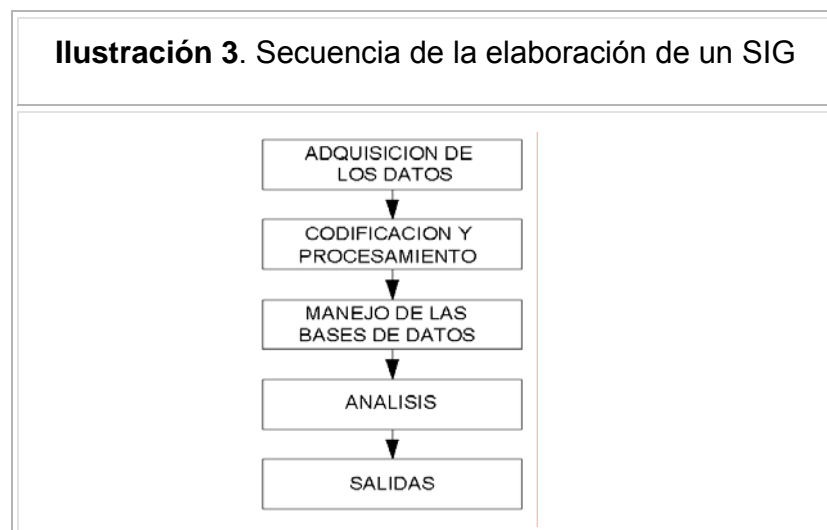 Ilustración 3. Secuencia de la elaboración de un SIG
ADQUISICION DE
LOS DATOS
CODIFICACION Y
PROCESAMIENTO
MANEJO DE LAS
BASES DE DATOS
ANALISIS
SALIDAS